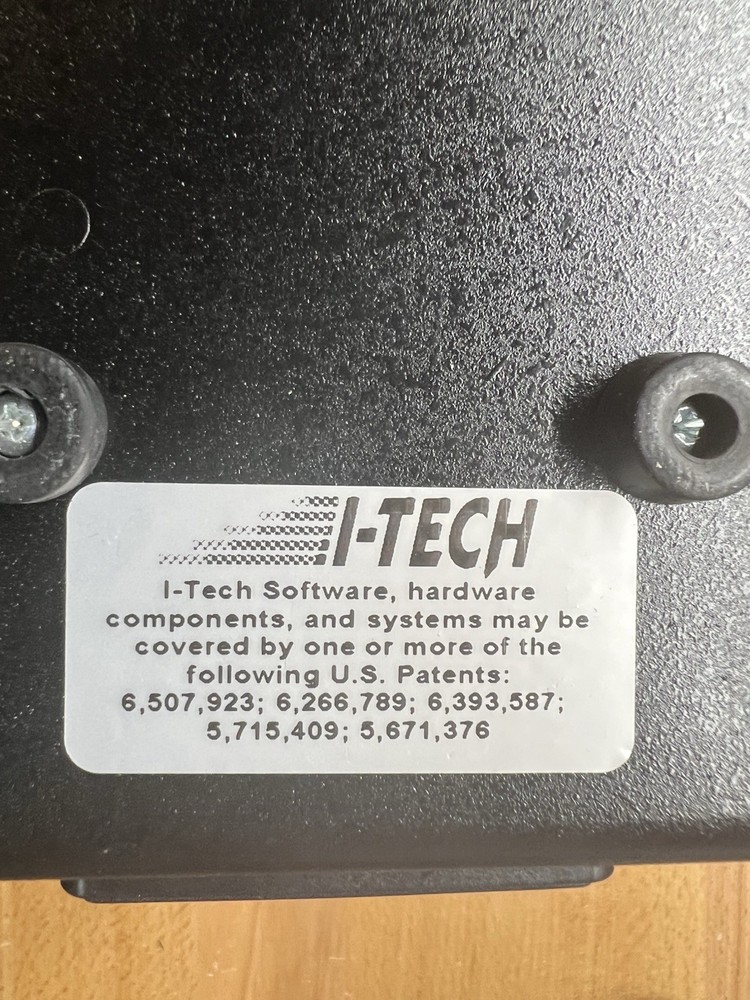 I-TECH
I-Tech Software, hardware
components, and systems may be
covered by one or more of the
following U.S. Patents:
6,507,923; 6,266,789; 6,393,587;
5,715,409; 5,671,376